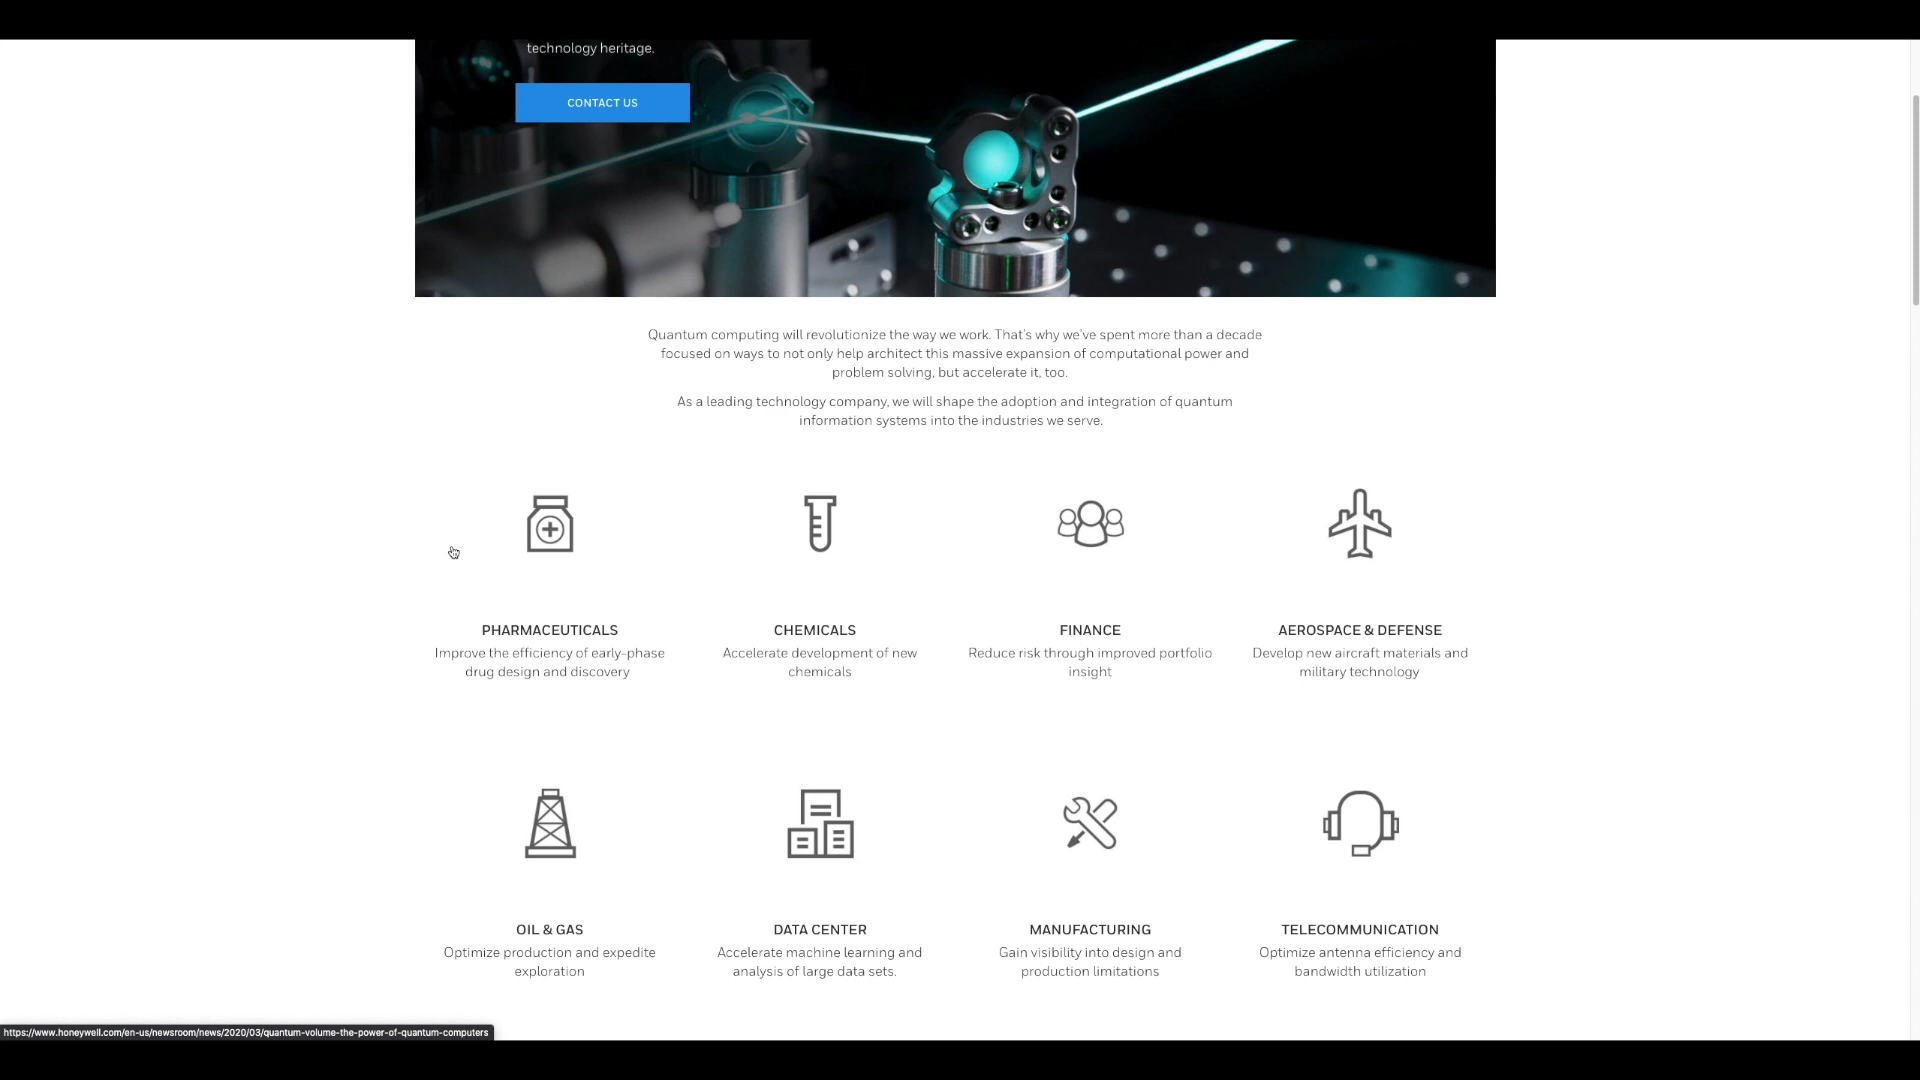 technology heritage.
CONTACT US
Quantum computing will revolutionize the way we work. That's why we've spent more than a decade
focused on ways to not only help architect this massive expansion of computational power and
problem solving, but accelerate it, too.
As a leading technology company, we will shape the adoption and integration of quantum
information systems into the industries we serve.
PHARMACEUTICALS
Improve the efficiency of early-phase
drug design and discovery
CHEMICALS
Accelerate development of new
chemicals
FINANCE
Reduce risk through improved portfolio
insight
AEROSPACE & DEFENSE
Develop new aircraft materials and
military technology
OIL & GAS
Optimize production and expedite
exploration
DATA CENTER
Accelerate machine learning and
analysis of large data sets.
MANUFACTURING
Gain visibility into design and
production limitations
TELECOMMUNICATION
Optimize antenna efficiency and
bandwidth utilization
https://www.honeywell.com/en-us/newsroom/news/2020/03/quantum-volume-the-power-of-quantum-computers